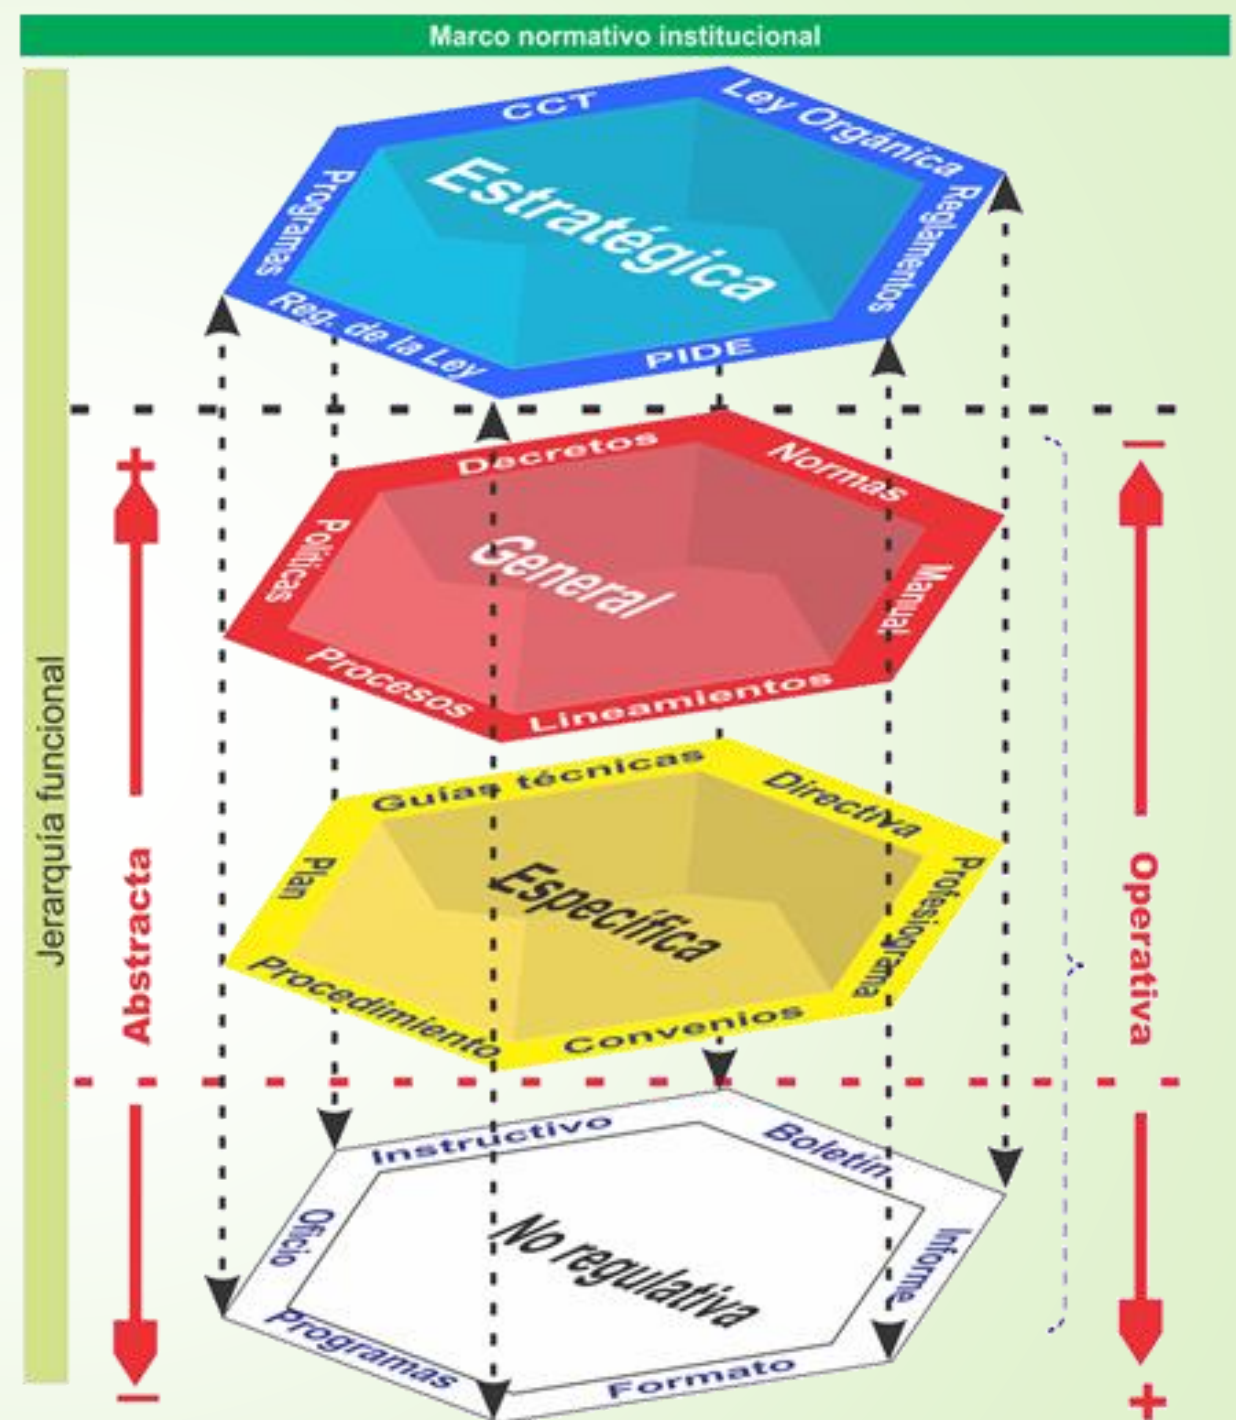 Marco normativo institucional
Jerarquía funcional
CCT
Ley Orgánica
Programas
Estratégica
Reglamentos
Reg. de la Ley
PIDE
+
Abstracta
–
–
Operativa
+
Decretos
Normas
Políticas
General
Manual
Procesos
Lineamientos
Guías técnicas
Directiva
Plan
Específica
Profesiograma
Procedimiento
Convenios
Instructivo
Boletín
Oficio
No regulativa
Informe
Programas
Formato